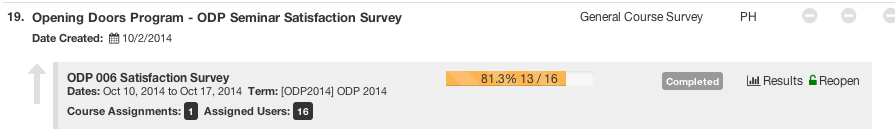 19. Opening Doors Program - ODP Seminar Satisfaction Survey General Course Survey PH
Date Created: 10/2/2014
ODP 006 Satisfaction Survey 81.3% 13 / 16 Completed Results Reopen
Dates: Oct 10, 2014 to Oct 17, 2014 Term: [ODP2014] ODP 2014
Course Assignments: 1 Assigned Users: 16